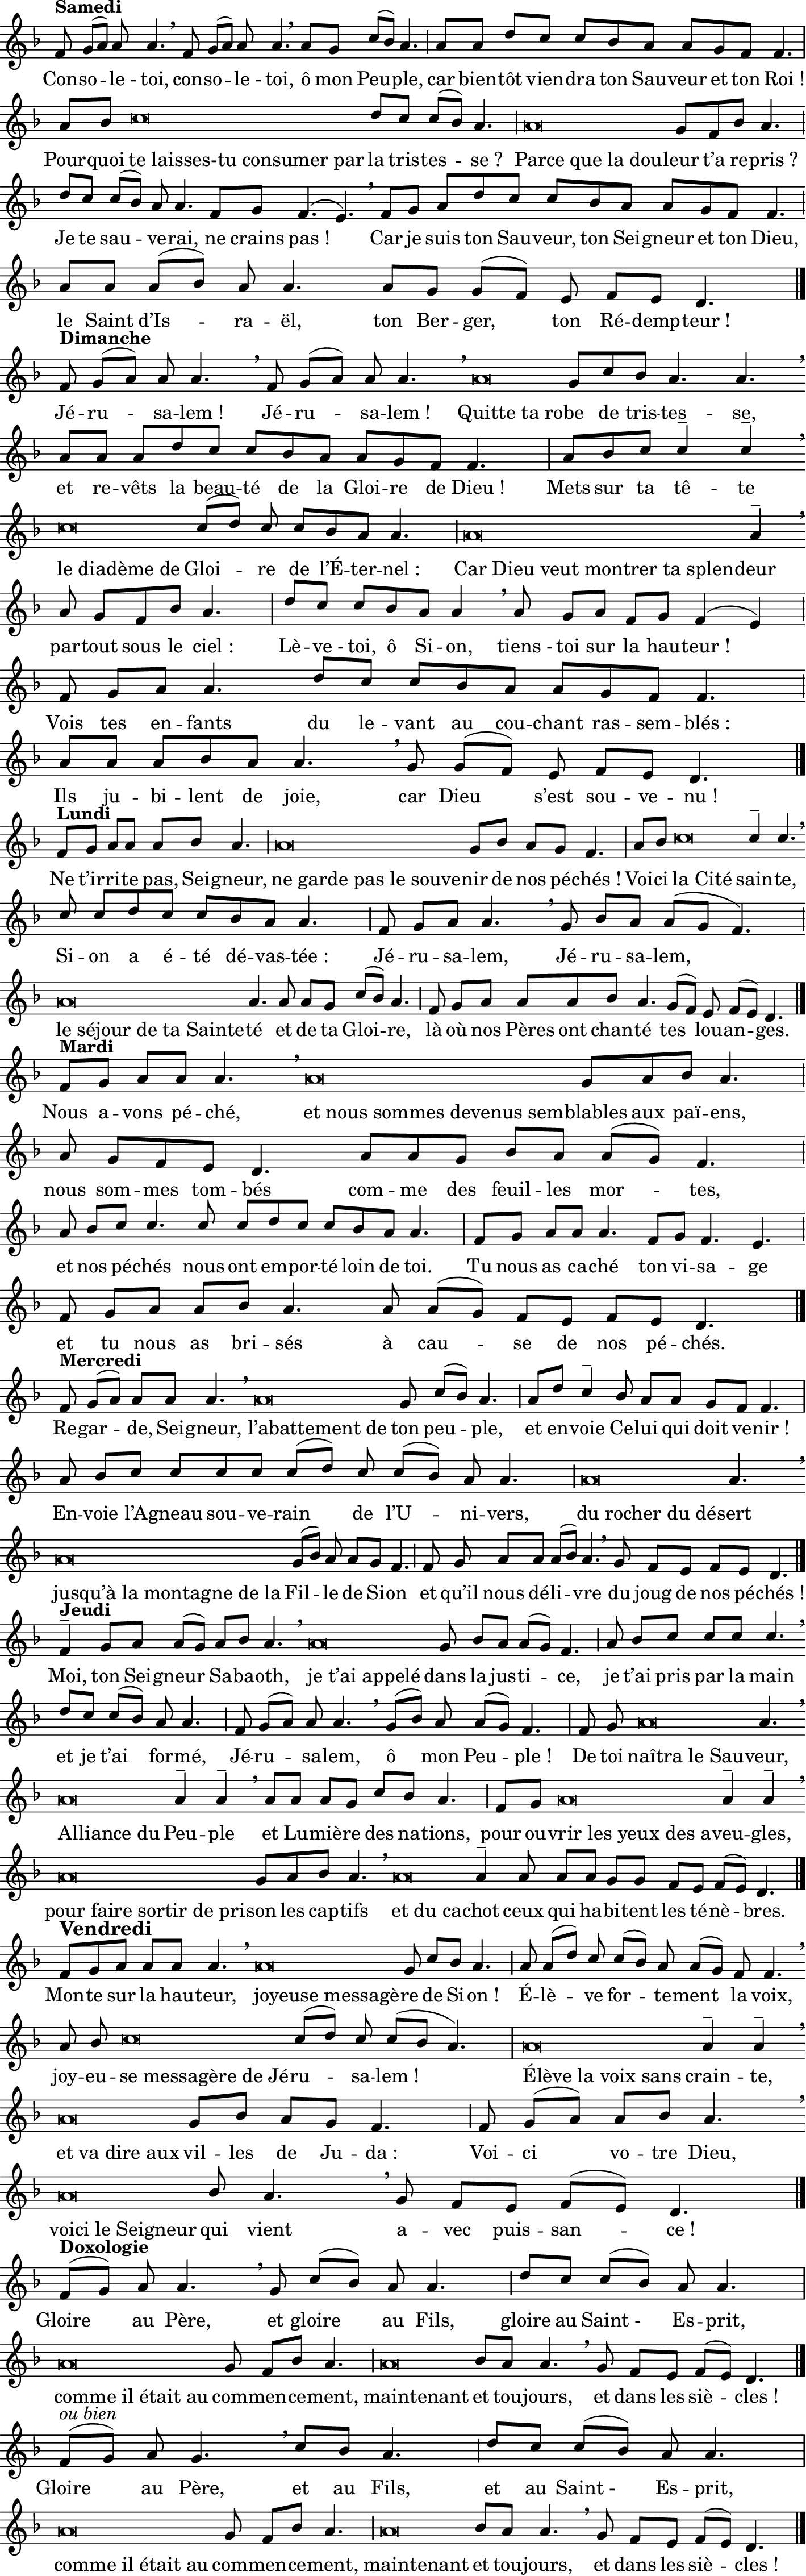 Samedi
Conso -- le - toi, conso -- le - toi, ô mon Peuple, car bientôt viendra ton Sauveur et ton Roi !
Pourquoi te laisses-tu consumer par la tristes -- se ? Parce que la douleur t’a repris ?
Je te sau -- verai, ne crains pas ! Car je suis ton Sauveur, ton Seigneur et ton Dieu,
le Saint d’Is -- ra -- ël, ton Ber -- ger, ton Ré -- dempteur !
Dimanche
Jé -- ru -- sa -- lem ! Jé -- ru -- sa -- lem ! Quitte ta robe de tris -- tes -- se,
et re -- vêts la beau -- té de la Gloi -- re de Dieu ! Mets sur ta tê -- te
le diadème de Gloi -- re de l’É -- ter -- nel : Car Dieu veut montrer ta splendeur
partout sous le ciel : Lè -- ve - toi, ô Si -- on, tiens - toi sur la hauteur !
Vois tes en -- fants du le -- vant au cou -- chant ras -- sem -- blés :
Ils ju -- bi -- lent de joie, car Dieu s’est sou -- ve -- nu !
Lundi
Ne t’irrite pas, Seigneur, ne garde pas le souvenir de nos péchés ! Voici la Cité sainte,
Si -- on a é -- té dé -- vas -- tée : Jé -- ru -- sa -- lem, Jé -- ru -- sa -- lem,
le séjour de ta Sainteté et de ta Gloi -- re, là où nos Pères ont chanté tes louan -- ges.
Mardi
Nous a -- vons pé -- ché, et nous sommes devenus semblables aux païens,
nous som -- mes tom -- bés com -- me des feuil -- les mor -- tes,
et nos péchés nous ont empor -- té loin de toi. Tu nous as caché ton vi -- sa -- ge
et tu nous as bri -- sés à cau -- se de nos pé -- chés.
Mercredi
Regar -- de, Seigneur, l’abattement de ton peu -- ple, et envoie Celui qui doit venir !
En -- voie l’Agneau sou -- ve -- rain de l’U -- ni -- vers, du rocher du désert
jusqu’à la montagne de la Fil -- le de Sion et qu’il nous déli -- vre du joug de nos péchés !
Jeudi
Moi, ton Seigneur Sabaoth, je t’ai appelé dans la justi -- ce, je t’ai pris par la main
et je t’ai formé, Jé -- ru -- salem, ô mon Peu -- ple ! De toi naîtra le Sauveur,
Alliance du Peu -- ple et Lumière des nations, pour ouvrir les yeux des aveu -- gles,
pour faire sortir de prison les captifs et du cachot ceux qui habitent les té -- nè -- bres.
Vendredi
Monte sur la hauteur, joyeuse messagère de Sion ! É -- lè -- ve for -- tement la voix,
joy -- eu -- se messagère de Jéru -- sa -- lem ! Élève la voix sans crain -- te,
et va dire aux vil -- les de Ju -- da : Voi -- ci vo -- tre Dieu,
voici le Seigneur qui vient a -- vec puis -- san -- ce !
Doxologie
Gloire au Père, et gloire au Fils, gloire au Saint - Es -- prit,
comme il était au commencement, maintenant et toujours, et dans les siè -- cles !
ou bien
Gloire au Père, et au Fils, et au Saint - Es -- prit,
comme il était au commencement, maintenant et toujours, et dans les siè -- cles !